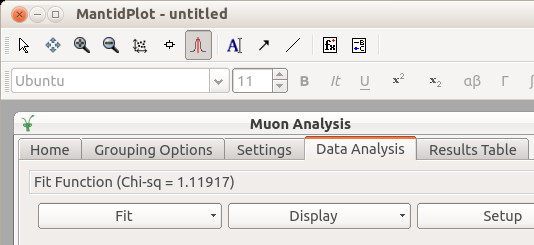 MantidPlot - untitled
Ubuntu 11 B It U x² x₂ αβ Γ
Muon Analysis
Home Grouping Options Settings Data Analysis Results Table
Fit Function (Chi-sq = 1.11917)
Fit Display Setup